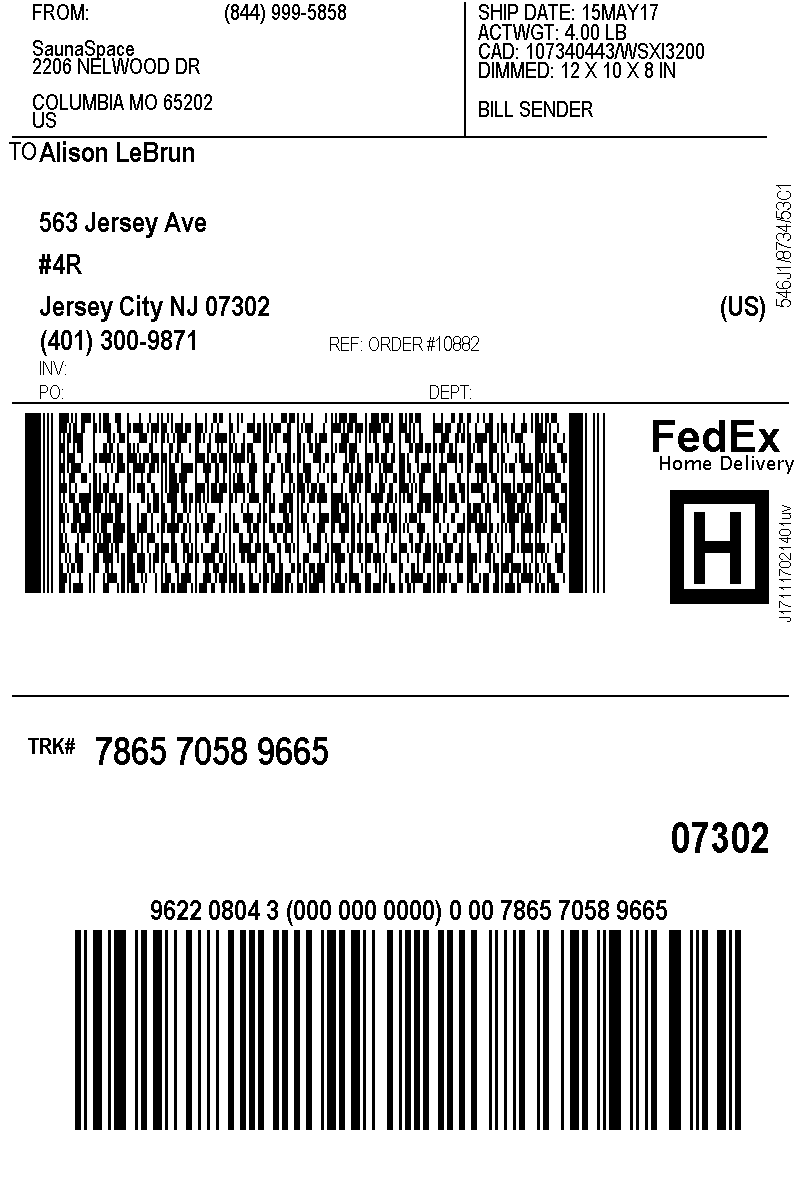 FROM: (844) 999-5858
SaunaSpace
2206 NELWOOD DR
COLUMBIA MO 65202
US
SHIP DATE: 15MAY17
ACTWGT: 4.00 LB
CAD: 107340443/WSXI3200
DIMMED: 12 X 10 X 8 IN
BILL SENDER
TO Alison LeBrun
563 Jersey Ave
#4R
Jersey City NJ 07302 (US)
(401) 300-9871 REF: ORDER #10882
INV:
PO: DEPT:
546J1/8734/53C1
FedEx
Home Delivery
H
J171117021401uv
TRK# 7865 7058 9665
07302
9622 0804 3 (000 000 0000) 0 00 7865 7058 9665